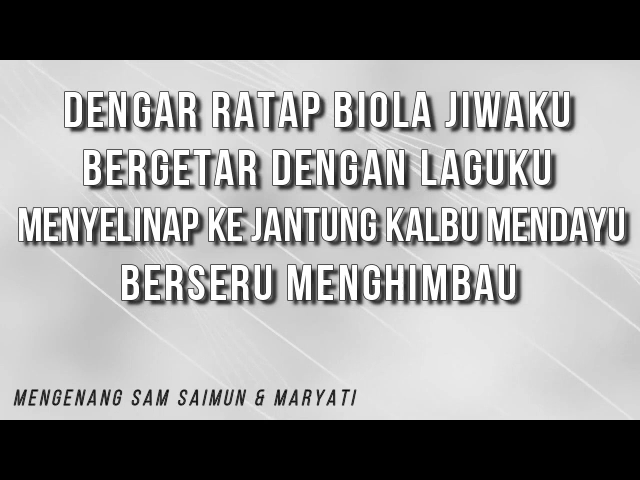 DENGAR RATAP BIOLA JIWAKU
BERGETAR DENGAN LAGUKU
MENYELINAP KE JANTUNG KALBU MENDAYU
BERSERU MENGHIMBAU
MENGENANG SAM SAIMUN & MARYATI